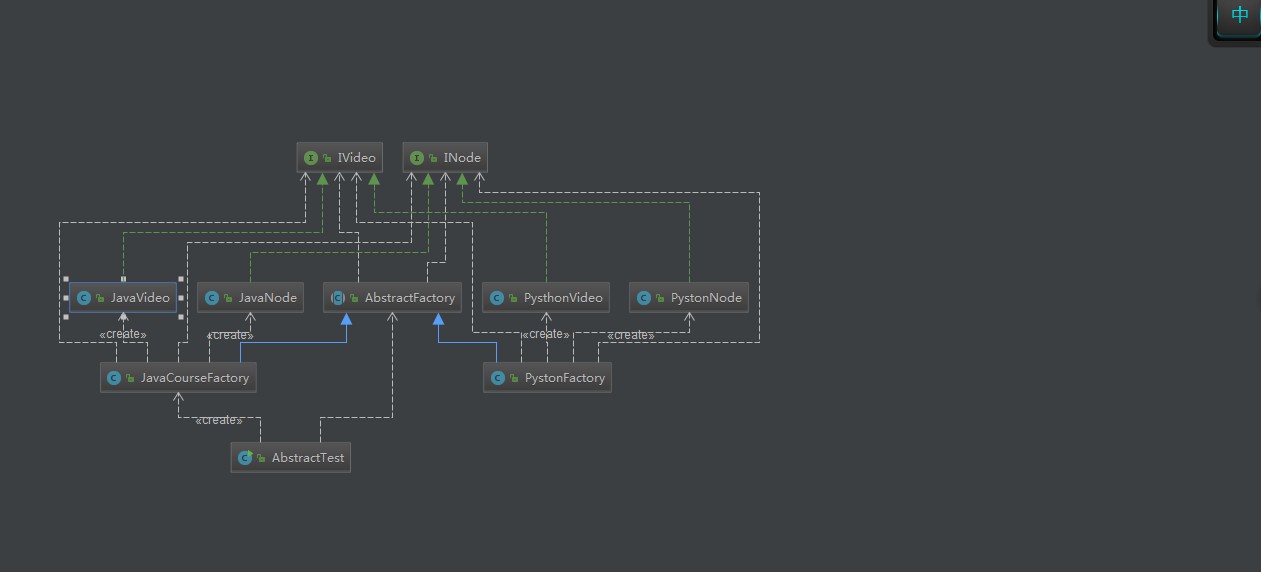 中
IVideo
INode
JavaVideo
JavaNode
AbstractFactory
PysthonVideo
PystonNode
«create»
«create»
«create»
«create»
JavaCourseFactory
PystonFactory
«create»
AbstractTest